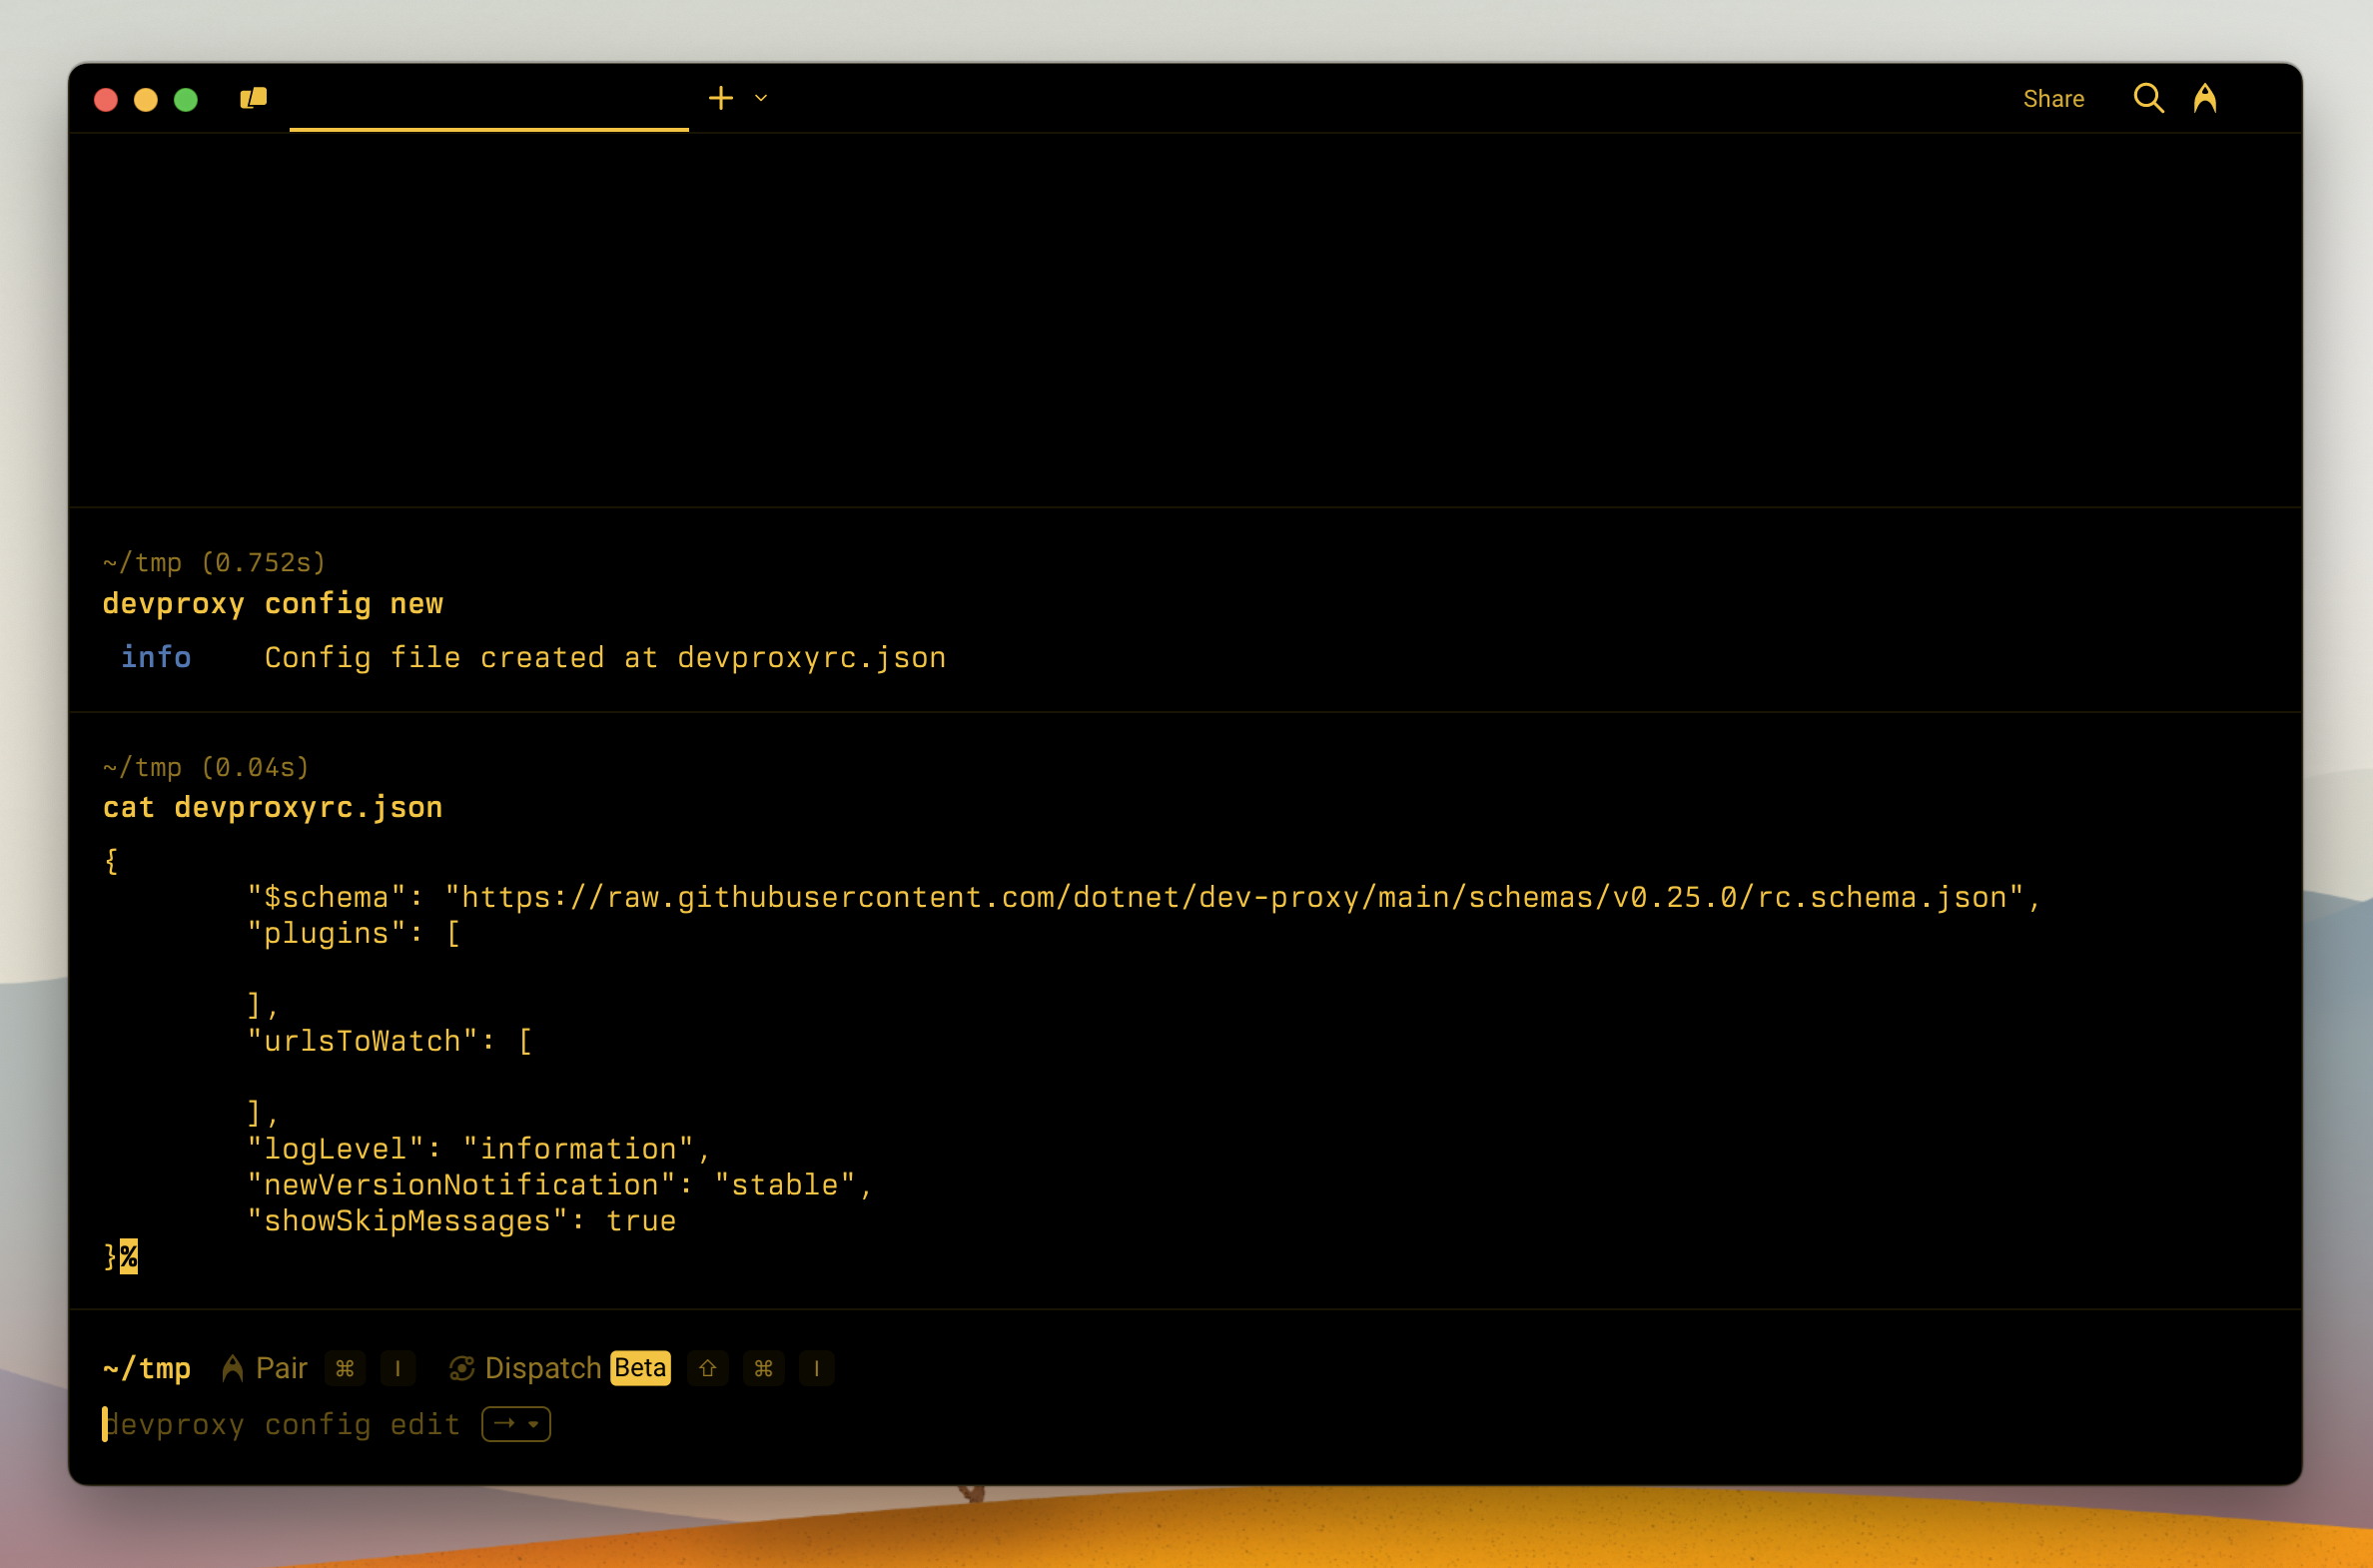 Share
~/tmp (0.752s)
devproxy config new
info    Config file created at devproxyrc.json
~/tmp (0.04s)
cat devproxyrc.json
{
        "$schema": "https://raw.githubusercontent.com/dotnet/dev-proxy/main/schemas/v0.25.0/rc.schema.json",
        "plugins": [
        ],
        "urlsToWatch": [
        ],
        "logLevel": "information",
        "newVersionNotification": "stable",
        "showSkipMessages": true
}%
~/tmp Pair ⌘ I Dispatch Beta ⇧ ⌘ I
devproxy config edit →